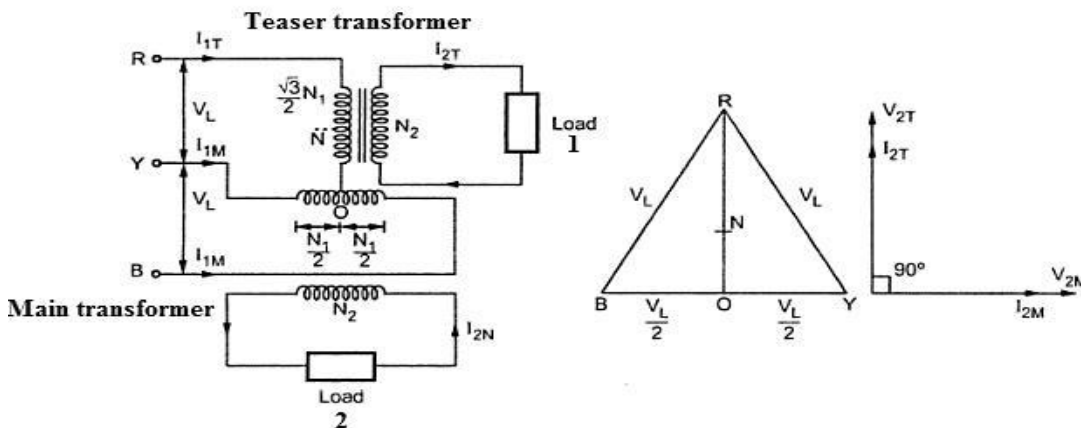 Teaser transformer
R
I1T
I2T
√3/2 N1
N
N2
VL
Load
1
Y
I1M
VL
O
N1/2
N1/2
B
I1M
Main transformer
N2
I2N
Load
2
R
VL
VL
N
B
VL/2
O
VL/2
Y
V2T
I2T
90°
V2M
I2M